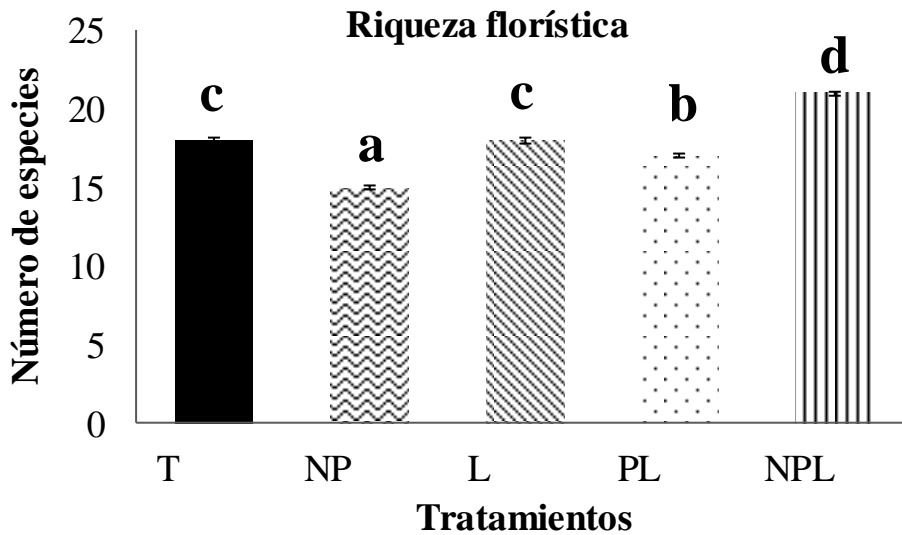 Riqueza florística
Número de especies
25
20
15
10
5
0
c
a
c
b
d
T NP L PL NPL
Tratamientos